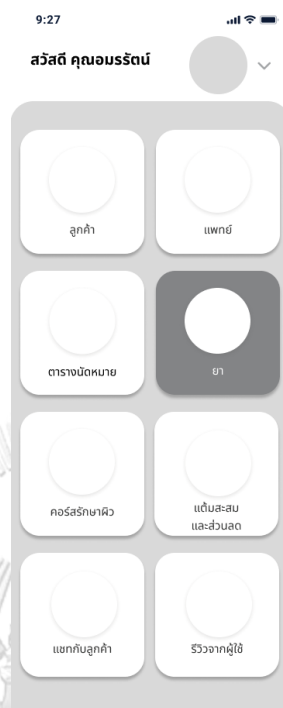 9:27
สวัสดี คุณอมรรัตน์
ลูกค้า
แพทย์
ตารางนัดหมาย
ยา
คอร์สรักษาผิว
แต้มสะสม
และส่วนลด
แชทกับลูกค้า
รีวิวจากผู้ใช้